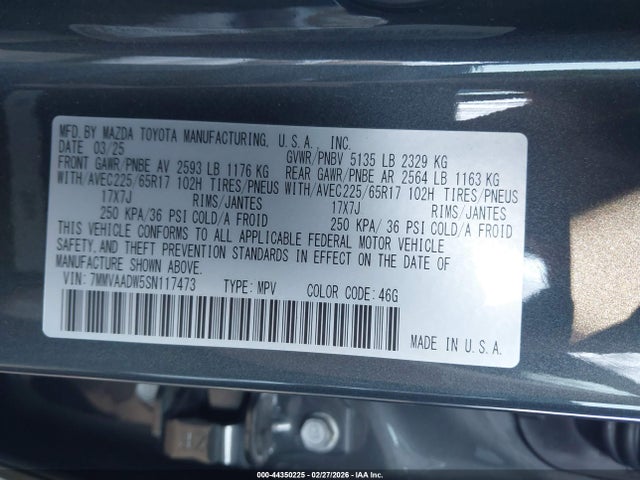 MFD. BY MAZDA TOYOTA MANUFACTURING, U.S.A., INC.
DATE 03/25 GVWR/PNBV 5135 LB 2329 KG
FRONT GAWR/PNBE AV 2593 LB 1176 KG REAR GAWR/PNBE AR 2564 LB 1163 KG
WITH/AVEC225/65R17 102H TIRES/PNEUS WITH/AVEC225/65R17 102H TIRES/PNEUS
17X7J RIMS/JANTES 17X7J RIMS/JANTES
250 KPA/36 PSI COLD/A FROID 250 KPA/ 36 PSI COLD/A FROID
THIS VEHICLE CONFORMS TO ALL APPLICABLE FEDERAL MOTOR VEHICLE
SAFETY, AND THEFT PREVENTION STANDARDS IN EFFECT ON THE DATE OF
MANUFACTURE SHOWN ABOVE.
VIN: 7MMVAADW5SN117473 TYPE: MPV COLOR CODE: 46G
MADE IN U.S.A.
000-44350225 - 02/27/2026 - IAA Inc.